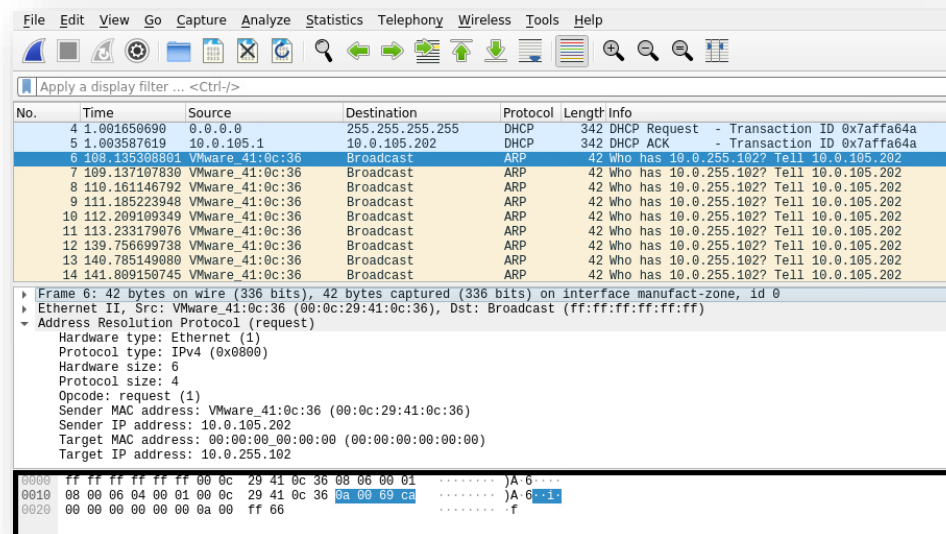 File Edit View Go Capture Analyze Statistics Telephony Wireless Tools Help
Apply a display filter ... <Ctrl-/>
No. Time Source Destination Protocol Length Info
4 1.001650690 0.0.0.0 255.255.255.255 DHCP 342 DHCP Request - Transaction ID 0x7affa64a
5 1.003587619 10.0.105.1 10.0.105.202 DHCP 342 DHCP ACK - Transaction ID 0x7affa64a
6 108.135308801 VMware_41:0c:36 Broadcast ARP 42 Who has 10.0.255.102? Tell 10.0.105.202
7 109.137107830 VMware_41:0c:36 Broadcast ARP 42 Who has 10.0.255.102? Tell 10.0.105.202
8 110.161146792 VMware_41:0c:36 Broadcast ARP 42 Who has 10.0.255.102? Tell 10.0.105.202
9 111.185223948 VMware_41:0c:36 Broadcast ARP 42 Who has 10.0.255.102? Tell 10.0.105.202
10 112.209109349 VMware_41:0c:36 Broadcast ARP 42 Who has 10.0.255.102? Tell 10.0.105.202
11 113.233179076 VMware_41:0c:36 Broadcast ARP 42 Who has 10.0.255.102? Tell 10.0.105.202
12 139.756699738 VMware_41:0c:36 Broadcast ARP 42 Who has 10.0.255.102? Tell 10.0.105.202
13 140.785149080 VMware_41:0c:36 Broadcast ARP 42 Who has 10.0.255.102? Tell 10.0.105.202
14 141.809150745 VMware_41:0c:36 Broadcast ARP 42 Who has 10.0.255.102? Tell 10.0.105.202
Frame 6: 42 bytes on wire (336 bits), 42 bytes captured (336 bits) on interface manufact-zone, id 0
Ethernet II, Src: VMware_41:0c:36 (00:0c:29:41:0c:36), Dst: Broadcast (ff:ff:ff:ff:ff:ff)
Address Resolution Protocol (request)
Hardware type: Ethernet (1)
Protocol type: IPv4 (0x0800)
Hardware size: 6
Protocol size: 4
Opcode: request (1)
Sender MAC address: VMware_41:0c:36 (00:0c:29:41:0c:36)
Sender IP address: 10.0.105.202
Target MAC address: 00:00:00_00:00:00 (00:00:00:00:00:00)
Target IP address: 10.0.255.102
0000 ff ff ff ff ff ff 00 0c 29 41 0c 36 08 06 00 01 ········ )A·6····
0010 08 00 06 04 00 01 00 0c 29 41 0c 36 0a 00 69 ca ········ )A·6··i·
0020 00 00 00 00 00 00 0a 00 ff 66 ········ ·f